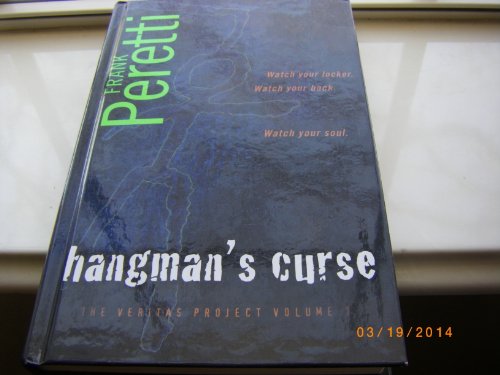 FRANK
Peretti
Watch your locker.
Watch your back.
Watch your soul.
hangman's curse
THE VERITAS PROJECT VOLUME 1
03/19/2014